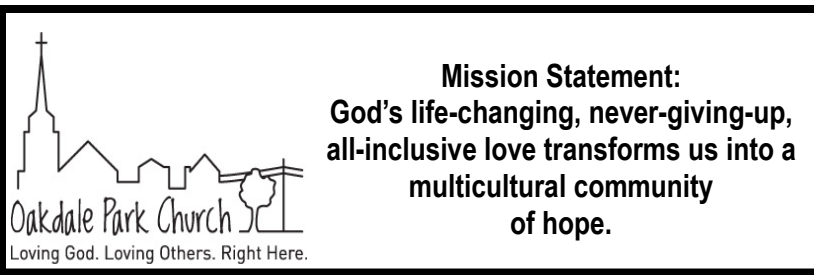 Oakdale Park Church
Loving God. Loving Others. Right Here.
Mission Statement:
God's life-changing, never-giving-up,
all-inclusive love transforms us into a
multicultural community
of hope.